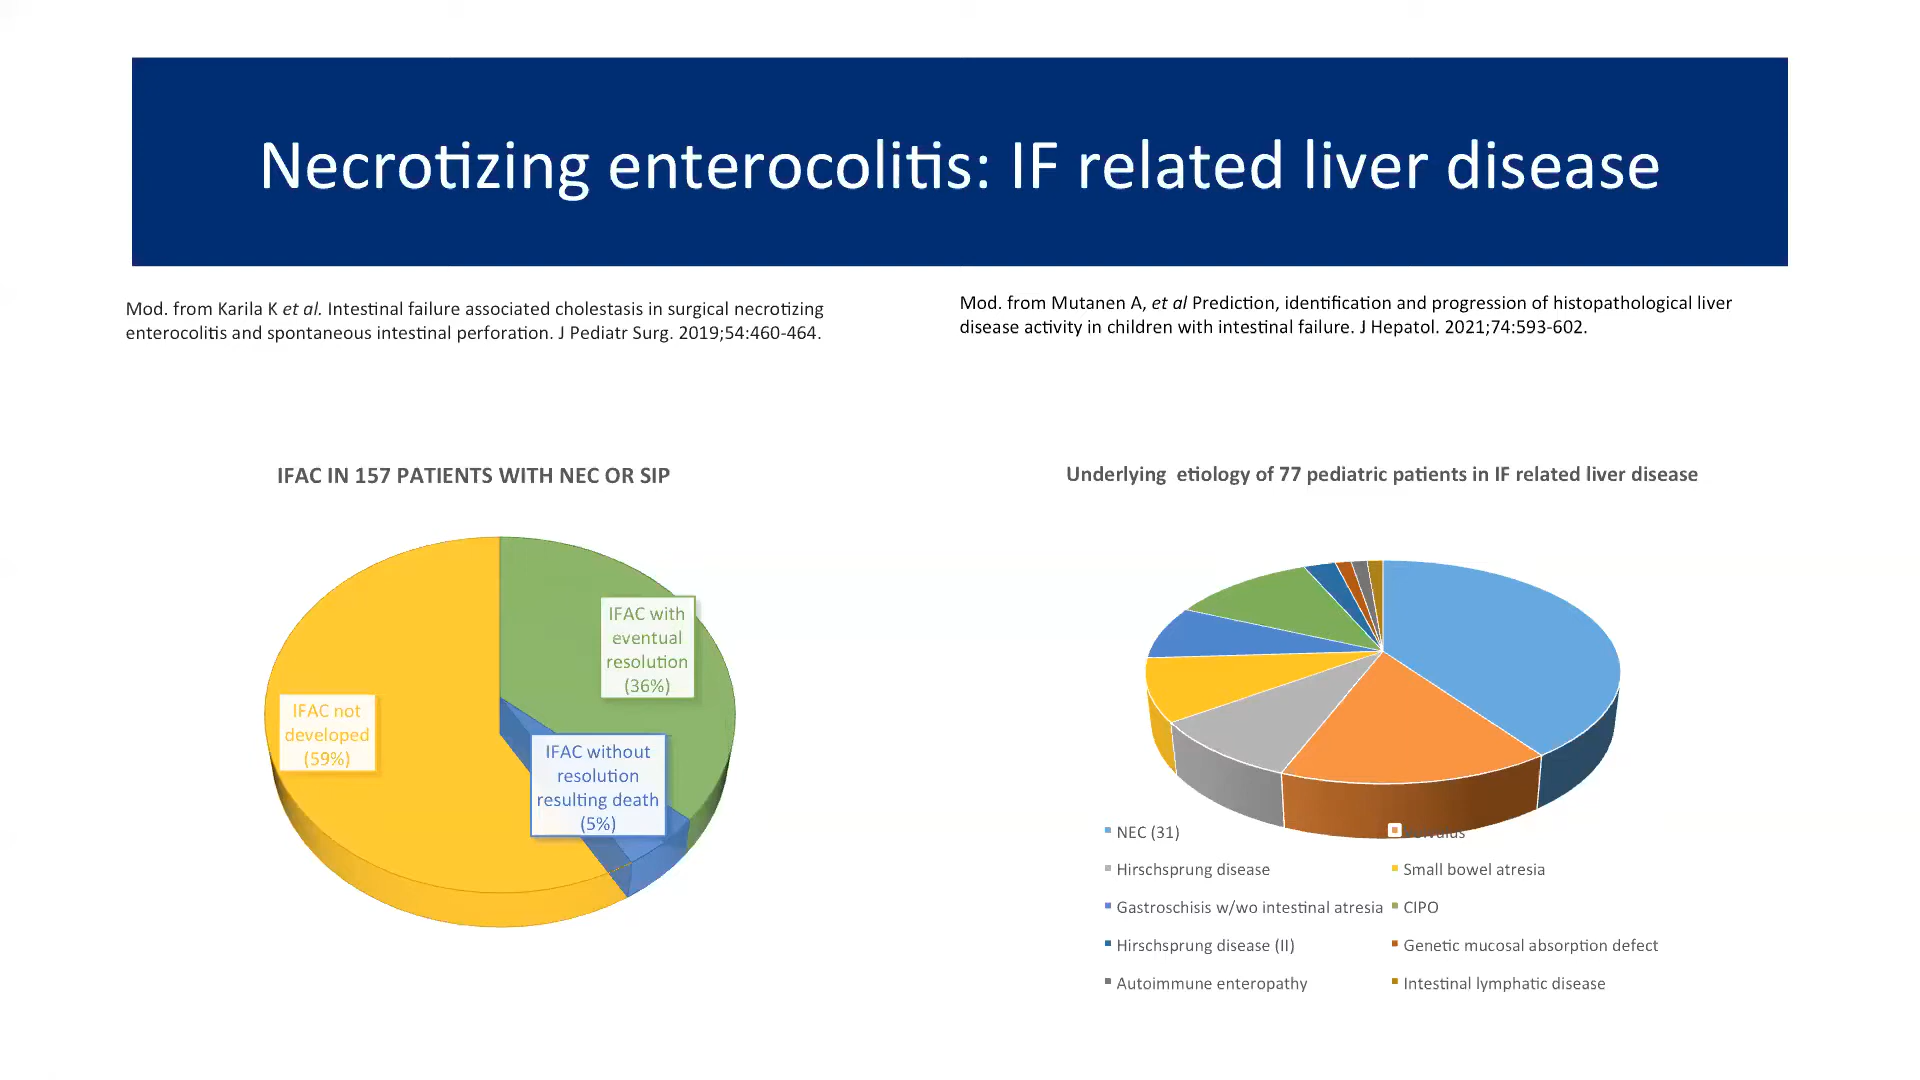 Necrotizing enterocolitis: IF related liver disease
Mod. from Karila K et al. Intestinal failure associated cholestasis in surgical necrotizing
enterocolitis and spontaneous intestinal perforation. J Pediatr Surg. 2019;54:460-464.
Mod. from Mutanen A, et al Prediction, identification and progression of histopathological liver
disease activity in children with intestinal failure. J Hepatol. 2021;74:593-602.
IFAC IN 157 PATIENTS WITH NEC OR SIP
IFAC with
eventual
resolution
(36%)
IFAC not
developed
(59%)
IFAC without
resolution
resulting death
(5%)
Underlying etiology of 77 pediatric patients in IF related liver disease
NEC (31)
Hirschsprung disease
Small bowel atresia
Gastroschisis w/wo intestinal atresia
CIPO
Hirschsprung disease (II)
Genetic mucosal absorption defect
Autoimmune enteropathy
Intestinal lymphatic disease